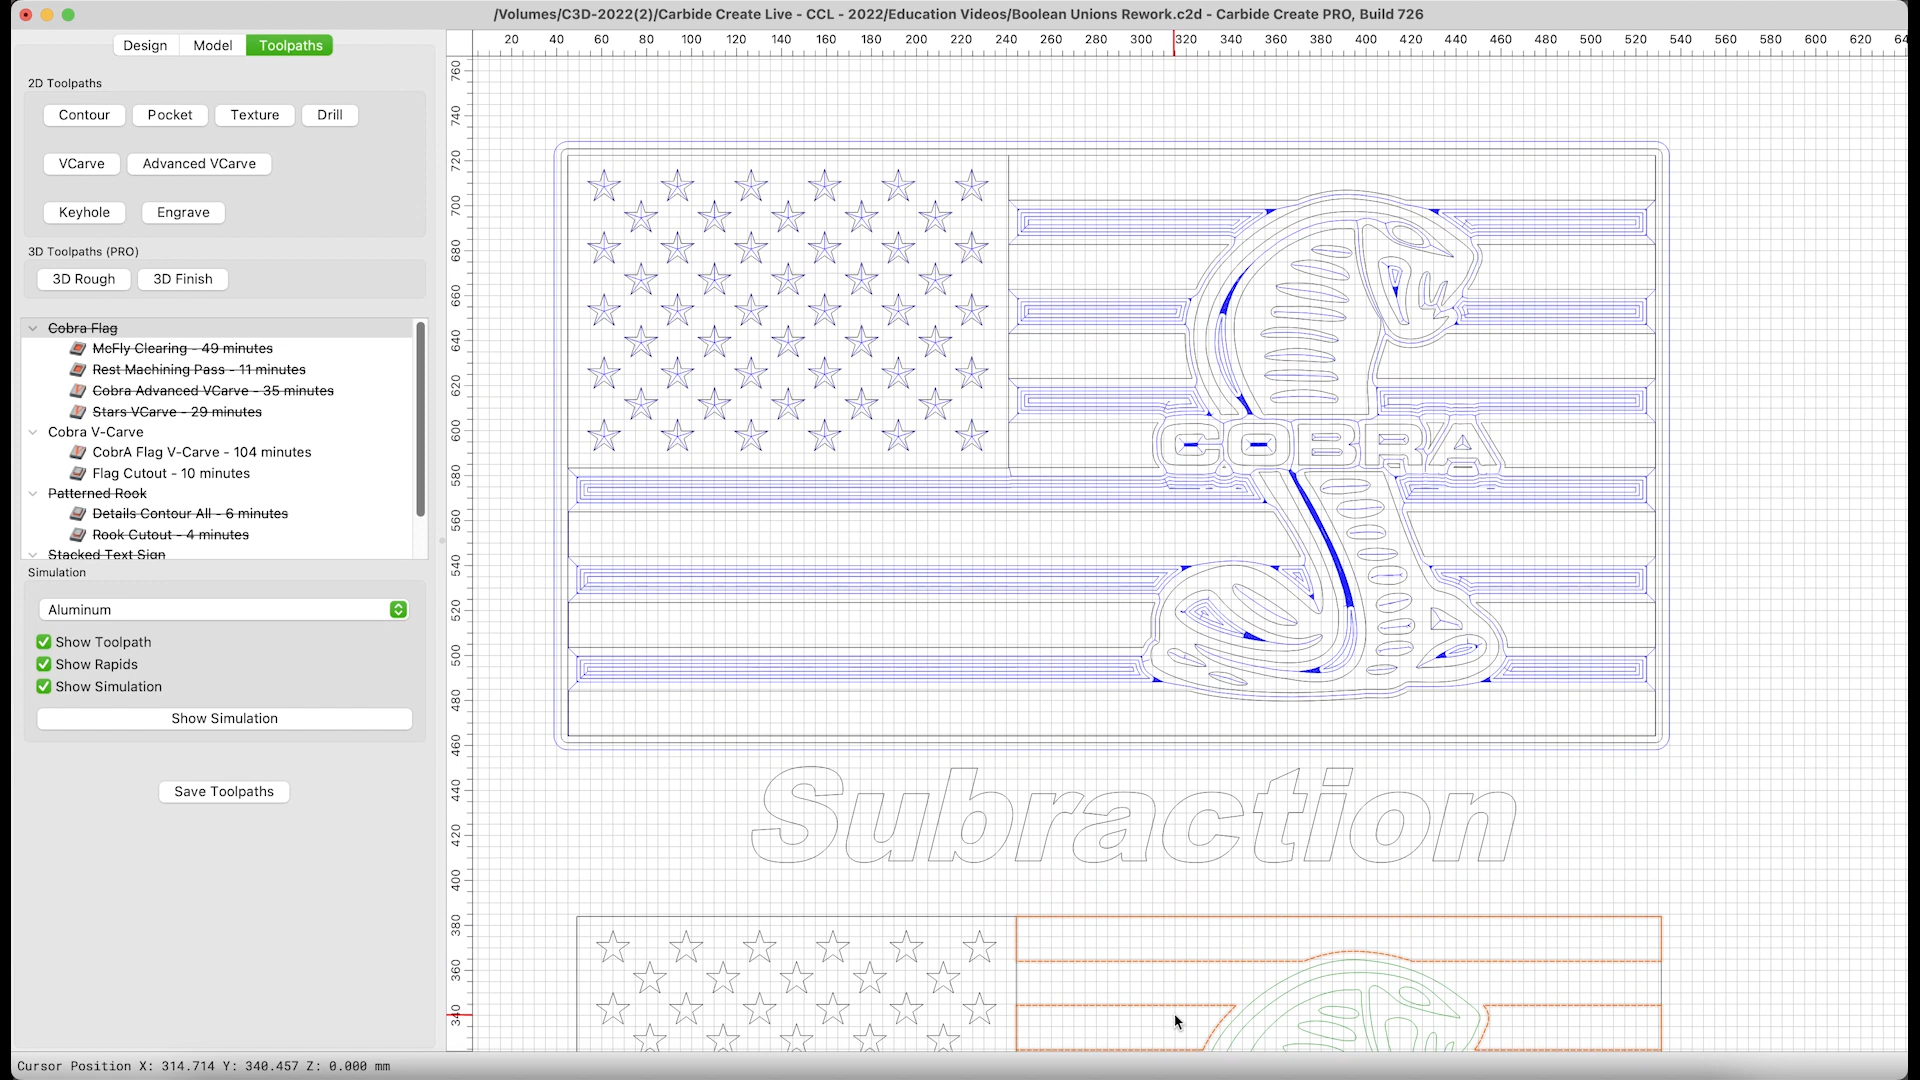 /Volumes/C3D-2022(2)/Carbide Create Live - CCL - 2022/Education Videos/Boolean Unions Rework.c2d - Carbide Create PRO, Build 726
Design Model Toolpaths
20 40 60 80 100 120 140 160 180 200 220 240 260 280 300 320 340 360 380 400 420 440 460 480 500 520 540 560 580 600 620 64
2D Toolpaths
Contour Pocket Texture Drill
VCarve Advanced VCarve
Keyhole Engrave
3D Toolpaths (PRO)
3D Rough 3D Finish
Cobra Flag
McFly Clearing - 49 minutes
Rest Machining Pass - 11 minutes
Cobra Advanced VCarve - 35 minutes
Stars VCarve - 29 minutes
Cobra V-Carve
CobrA Flag V-Carve - 104 minutes
Flag Cutout - 10 minutes
Patterned Rook
Details Contour All - 6 minutes
Rook Cutout - 4 minutes
Stacked Text Sign
Simulation
Aluminum
Show Toolpath
Show Rapids
Show Simulation
Show Simulation
Save Toolpaths
760
740
720
700
680
660
640
620
600
580
560
540
520
500
480
460
440
420
400
380
360
340
COBRA
Subraction
Cursor Position X: 314.714 Y: 340.457 Z: 0.000 mm